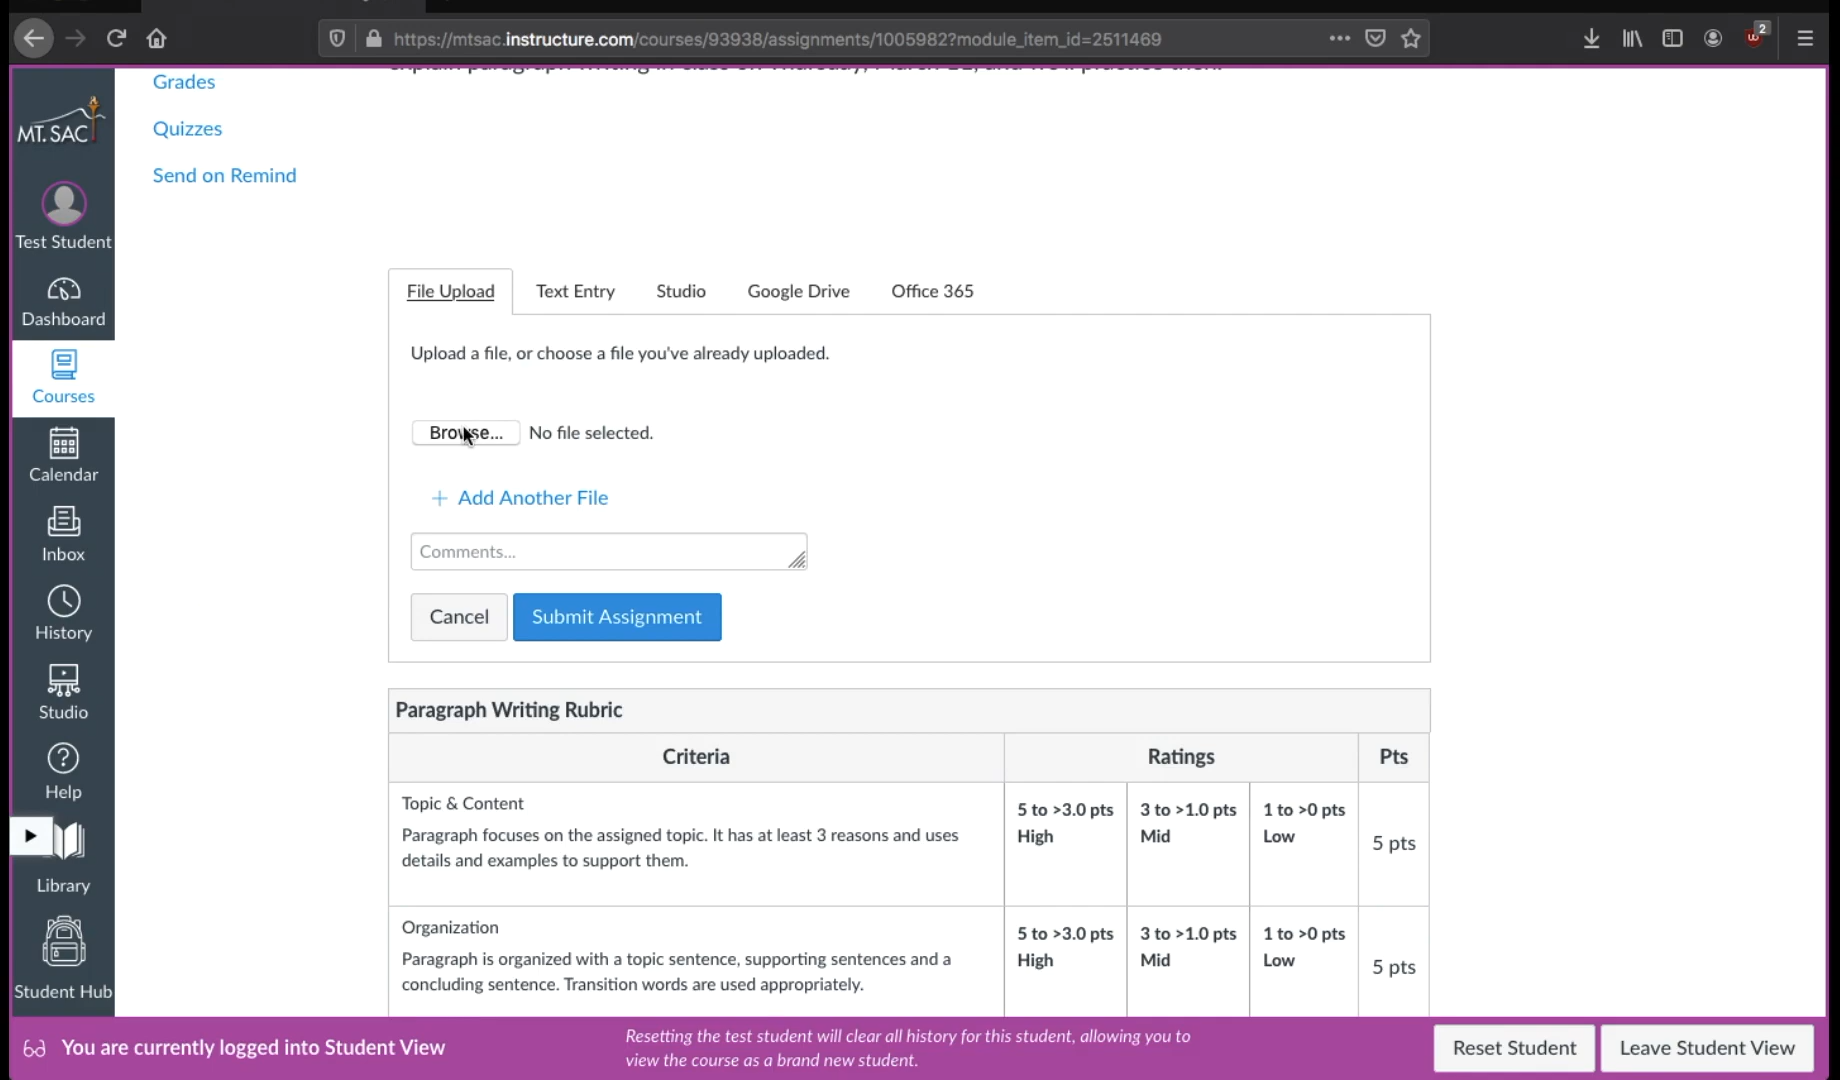 https://mtsac.instructure.com/courses/93938/assignments/1005982?module_item_id=2511469
2
explain paragraph writing in class on Thursday, March
Grades
Quizzes
Send on Remind
MT. SAC
Test Student
Dashboard
Courses
Calendar
Inbox
History
Studio
Help
Library
Student Hub
File Upload Text Entry Studio Google Drive Office 365
Upload a file, or choose a file you've already uploaded.
Browse... No file selected.
+ Add Another File
Comments...
Cancel Submit Assignment
Paragraph Writing Rubric
Criteria Ratings Pts
Topic & Content
Paragraph focuses on the assigned topic. It has at least 3 reasons and uses
details and examples to support them.
5 to >3.0 pts
High
3 to >1.0 pts
Mid
1 to >0 pts
Low
5 pts
Organization
Paragraph is organized with a topic sentence, supporting sentences and a
concluding sentence. Transition words are used appropriately.
5 to >3.0 pts
High
3 to >1.0 pts
Mid
1 to >0 pts
Low
5 pts
You are currently logged into Student View
Resetting the test student will clear all history for this student, allowing you to
view the course as a brand new student.
Reset Student Leave Student View